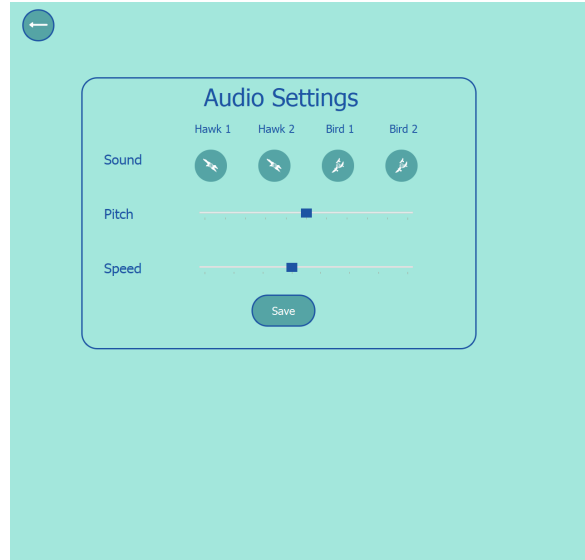 Audio Settings
Hawk 1 Hawk 2 Bird 1 Bird 2
Sound
Pitch
Speed
Save